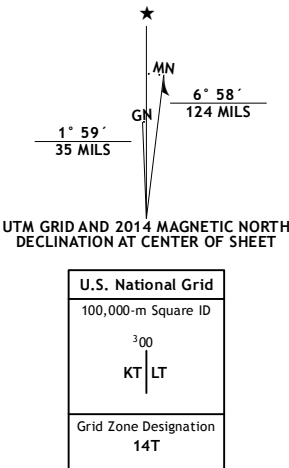 ★
MN
GN
6° 58´
124 MILS
1° 59´
35 MILS
UTM GRID AND 2014 MAGNETIC NORTH
DECLINATION AT CENTER OF SHEET
U.S. National Grid
100,000-m Square ID
³00
KT LT
Grid Zone Designation
14T